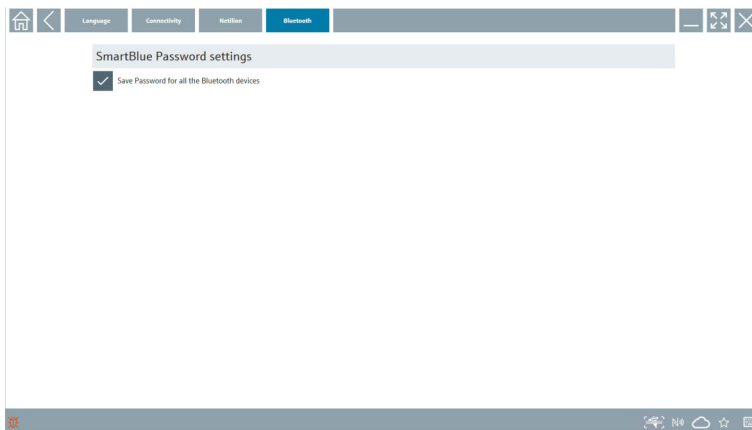 Language
Connectivity
Netilion
Bluetooth
SmartBlue Password settings
Save Password for all the Bluetooth devices